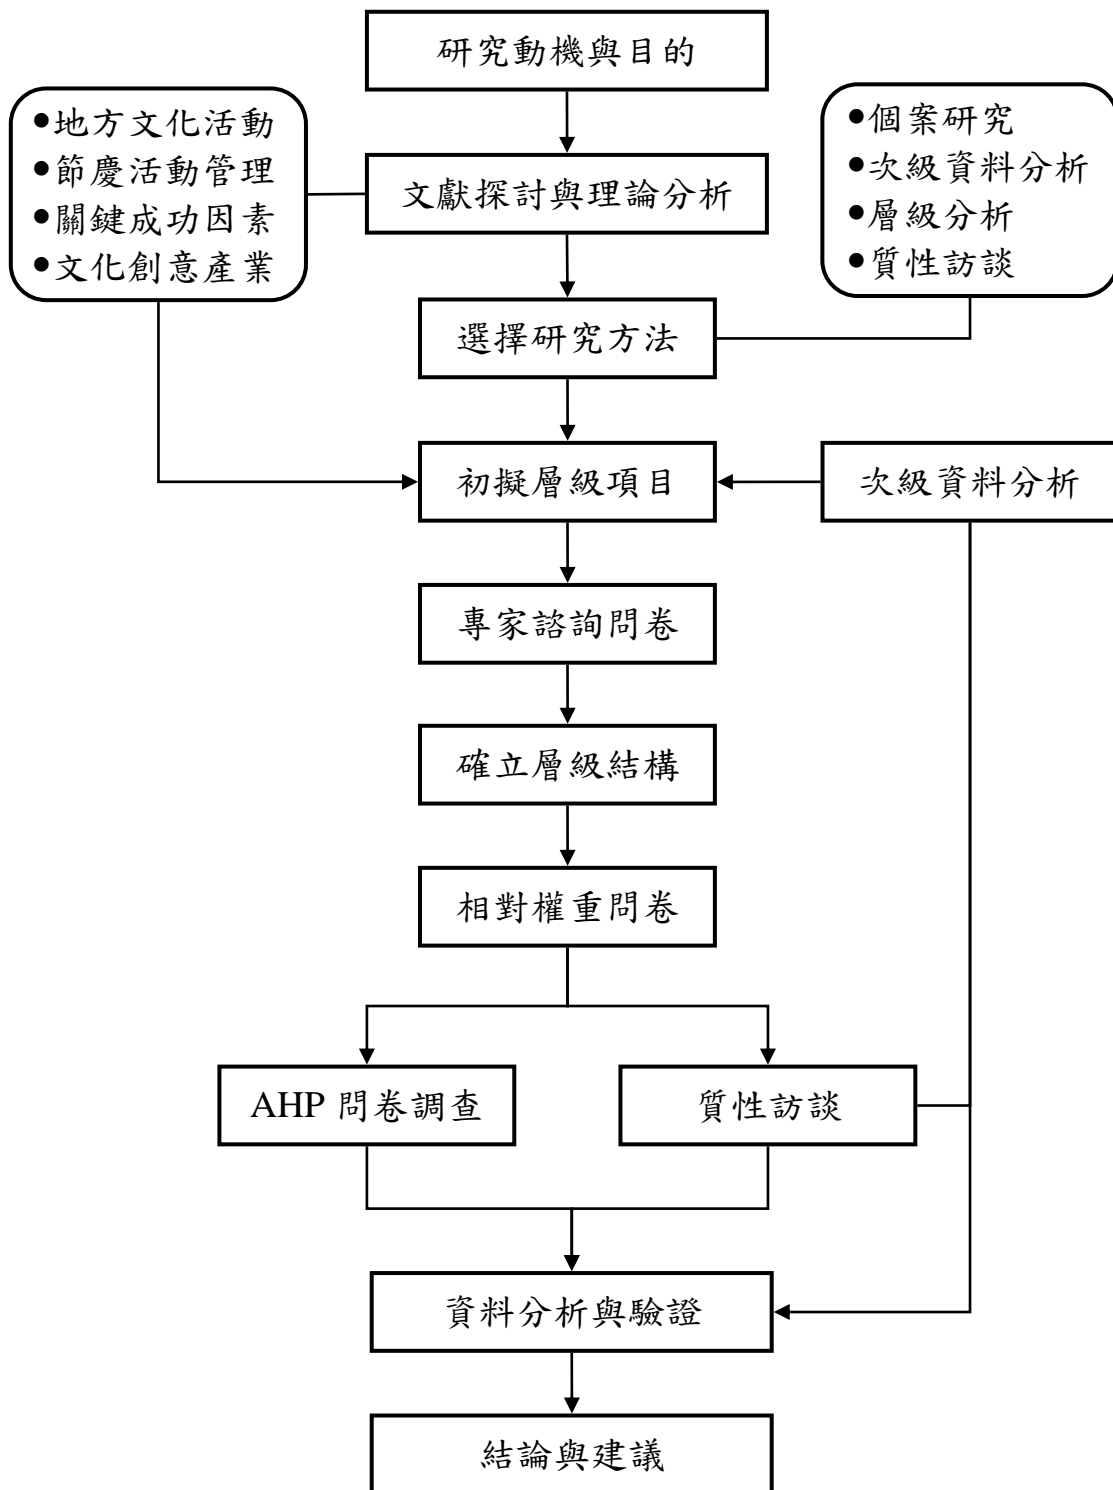 研究動機與目的
●地方文化活動
●節慶活動管理
●關鍵成功因素
●文化創意產業
文獻探討與理論分析
●個案研究
●次級資料分析
●層級分析
●質性訪談
選擇研究方法
初擬層級項目
次級資料分析
專家諮詢問卷
確立層級結構
相對權重問卷
AHP 問卷調查
質性訪談
資料分析與驗證
結論與建議